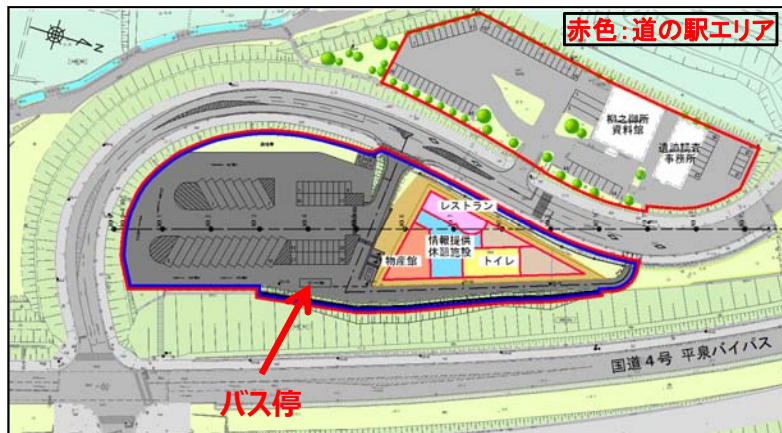 赤色:道の駅エリア
N
柳之御所
資料館
遺跡調査
事務所
レストラン
情報提供
休憩施設
物産館
トイレ
国道4号 平泉バイパス
バス停